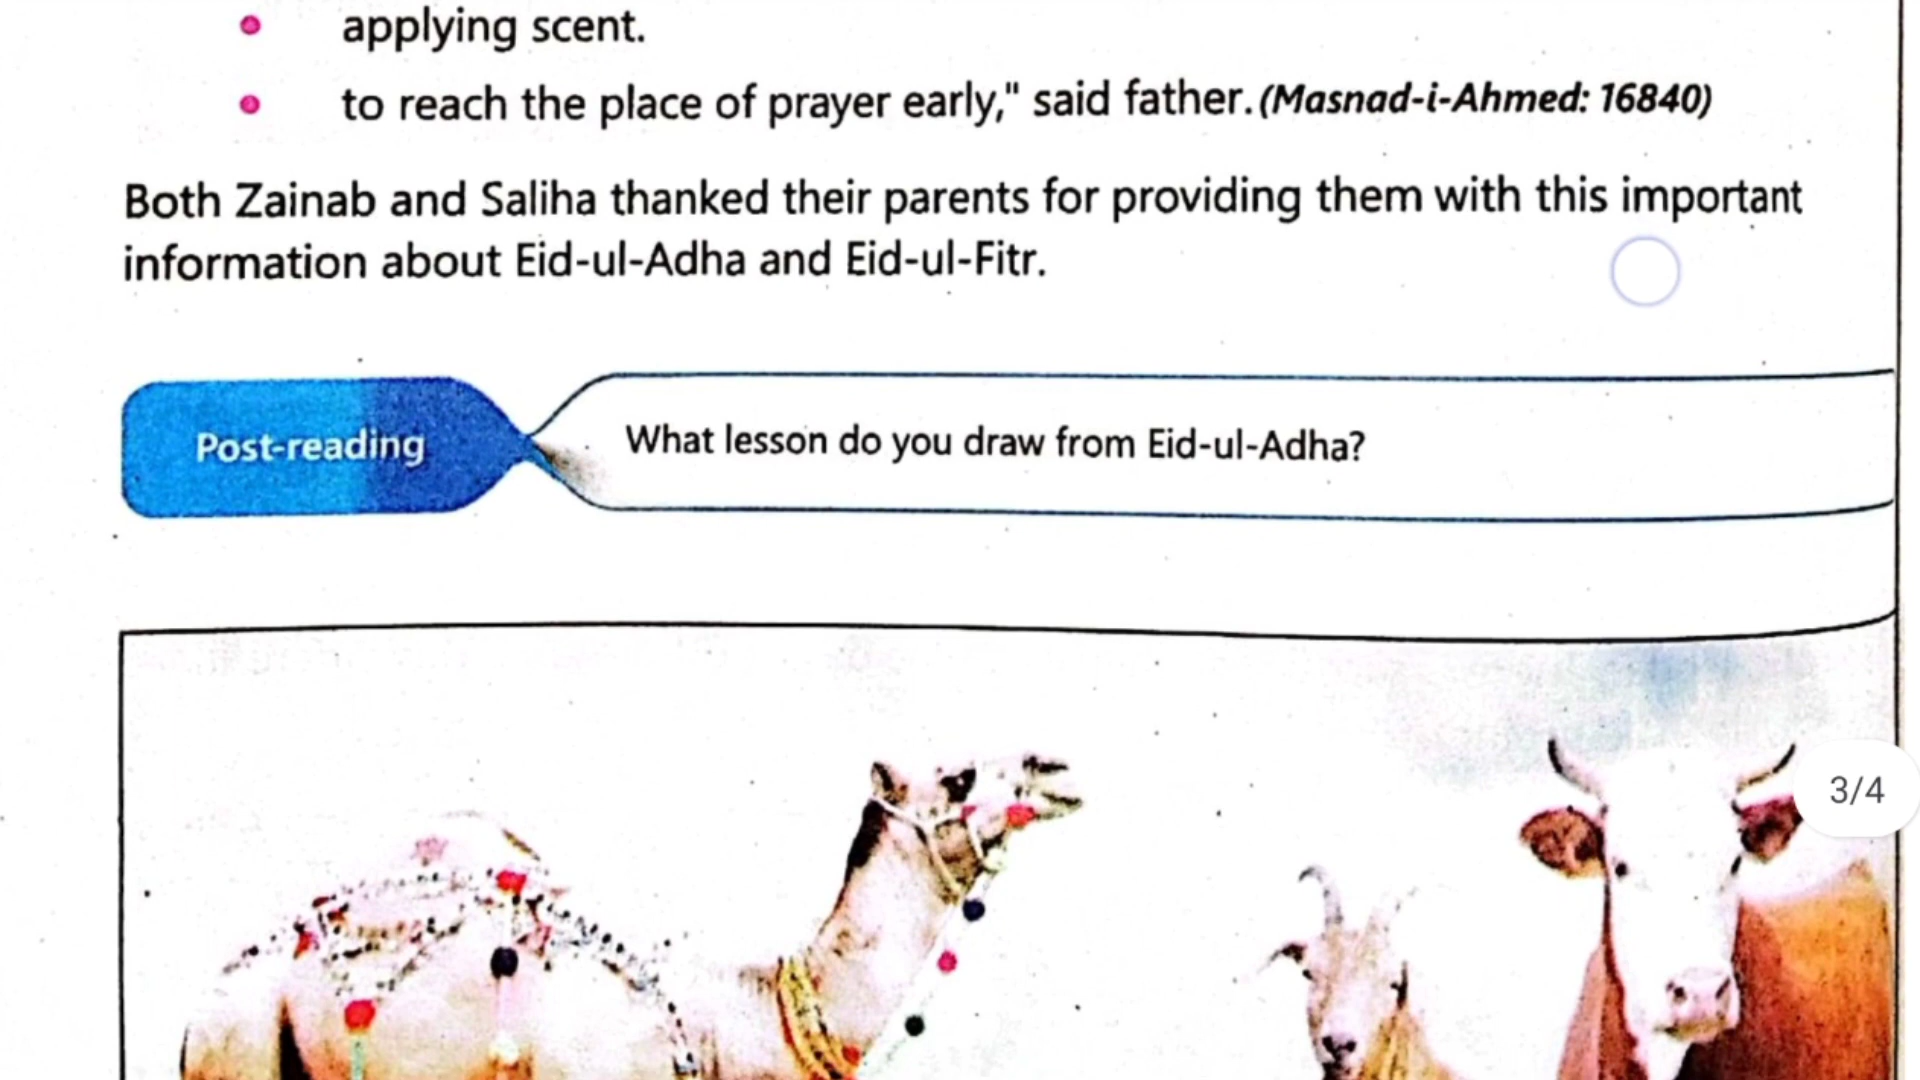 applying scent.
to reach the place of prayer early," said father. (Masnad-i-Ahmed: 16840)
Both Zainab and Saliha thanked their parents for providing them with this important
information about Eid-ul-Adha and Eid-ul-Fitr.
Post-reading
What lesson do you draw from Eid-ul-Adha?
3/4